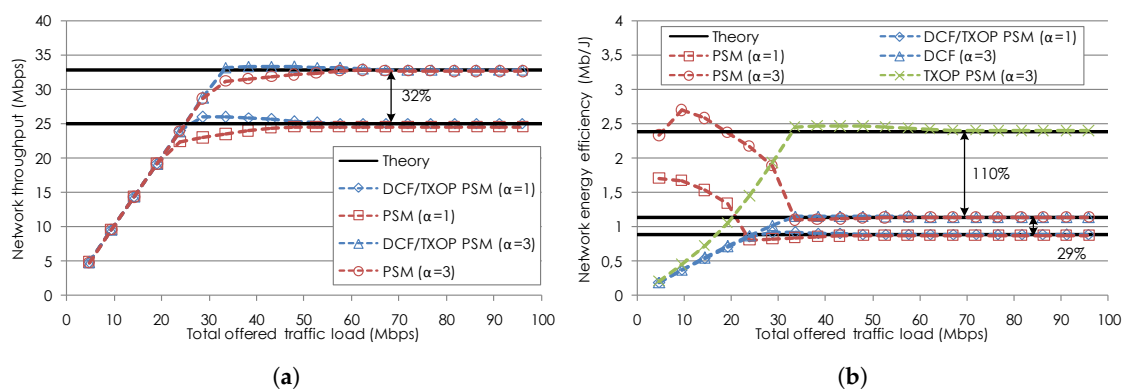 Network throughput (Mbps)
40
35
30
25
20
15
10
5
0
32%
Theory
DCF/TXOP PSM (α=1)
PSM (α=1)
DCF/TXOP PSM (α=3)
PSM (α=3)
0 10 20 30 40 50 60 70 80 90 100
Total offered traffic load (Mbps)
(a)
Network energy efficiency (Mb/J)
4
3,5
3
2,5
2
1,5
1
0,5
0
Theory DCF/TXOP PSM (α=1)
PSM (α=1) DCF (α=3)
PSM (α=3) TXOP PSM (α=3)
110%
29%
0 10 20 30 40 50 60 70 80 90 100
Total offered traffic load (Mbps)
(b)